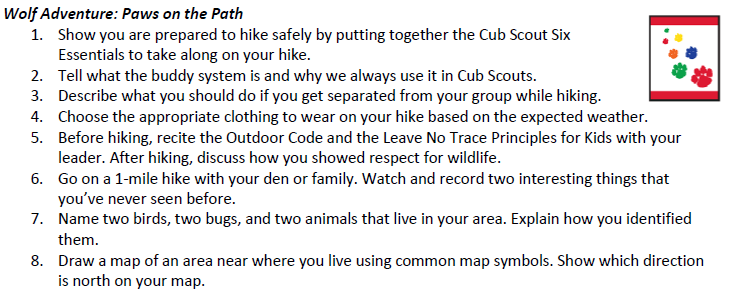 Wolf Adventure: Paws on the Path
1. Show you are prepared to hike safely by putting together the Cub Scout Six
Essentials to take along on your hike.
2. Tell what the buddy system is and why we always use it in Cub Scouts.
3. Describe what you should do if you get separated from your group while hiking.
4. Choose the appropriate clothing to wear on your hike based on the expected weather.
5. Before hiking, recite the Outdoor Code and the Leave No Trace Principles for Kids with your
leader. After hiking, discuss how you showed respect for wildlife.
6. Go on a 1-mile hike with your den or family. Watch and record two interesting things that
you’ve never seen before.
7. Name two birds, two bugs, and two animals that live in your area. Explain how you identified
them.
8. Draw a map of an area near where you live using common map symbols. Show which direction
is north on your map.